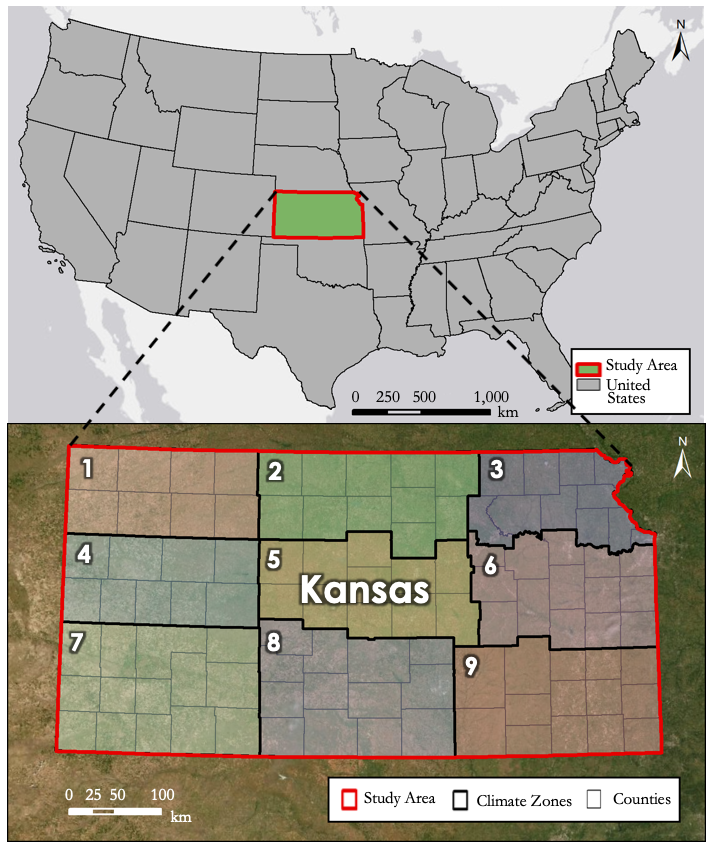 N
Study Area
United
States
0 250 500 1,000
km
N
1
2
3
4
5
6
Kansas
7
8
9
0 25 50 100
km
Study Area Climate Zones Counties